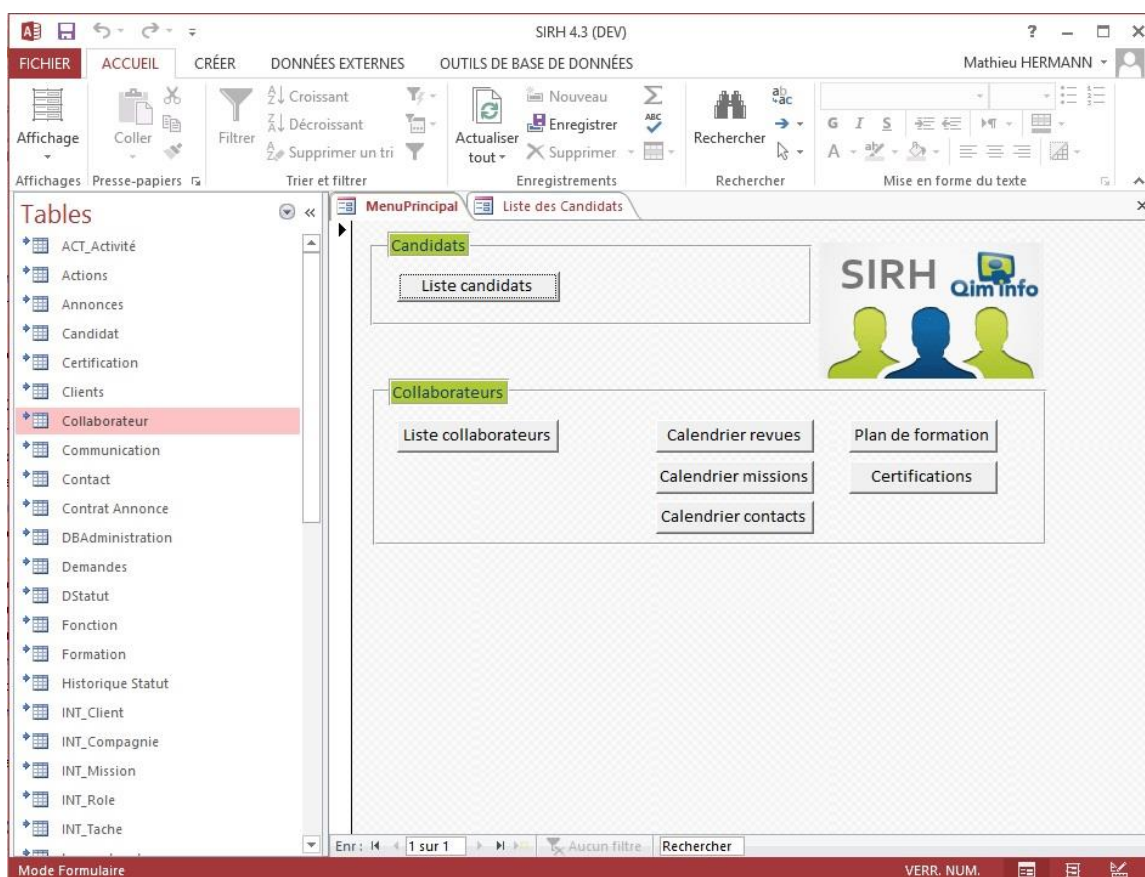 SIRH 4.3 (DEV)
FICHIER ACCUEIL CRÉER DONNÉES EXTERNES OUTILS DE BASE DE DONNÉES Mathieu HERMANN
Affichage Coller Filtrer Croissant Décroissant Supprimer un tri Actualiser tout Nouveau Enregistrer Supprimer Rechercher G I S A
Affichages Presse-papiers Trier et filtrer Enregistrements Rechercher Mise en forme du texte
Tables
ACT_Activité
Actions
Annonces
Candidat
Certification
Clients
Collaborateur
Communication
Contact
Contrat Annonce
DBAdministration
Demandes
DStatut
Fonction
Formation
Historique Statut
INT_Client
INT_Compagnie
INT_Mission
INT_Role
INT_Tache
MenuPrincipal Liste des Candidats
Candidats
Liste candidats
SIRH Qim info
Collaborateurs
Liste collaborateurs Calendrier revues Plan de formation
Calendrier missions Certifications
Calendrier contacts
Enr : 1 sur 1 Aucun filtre Rechercher
Mode Formulaire VERR. NUM.